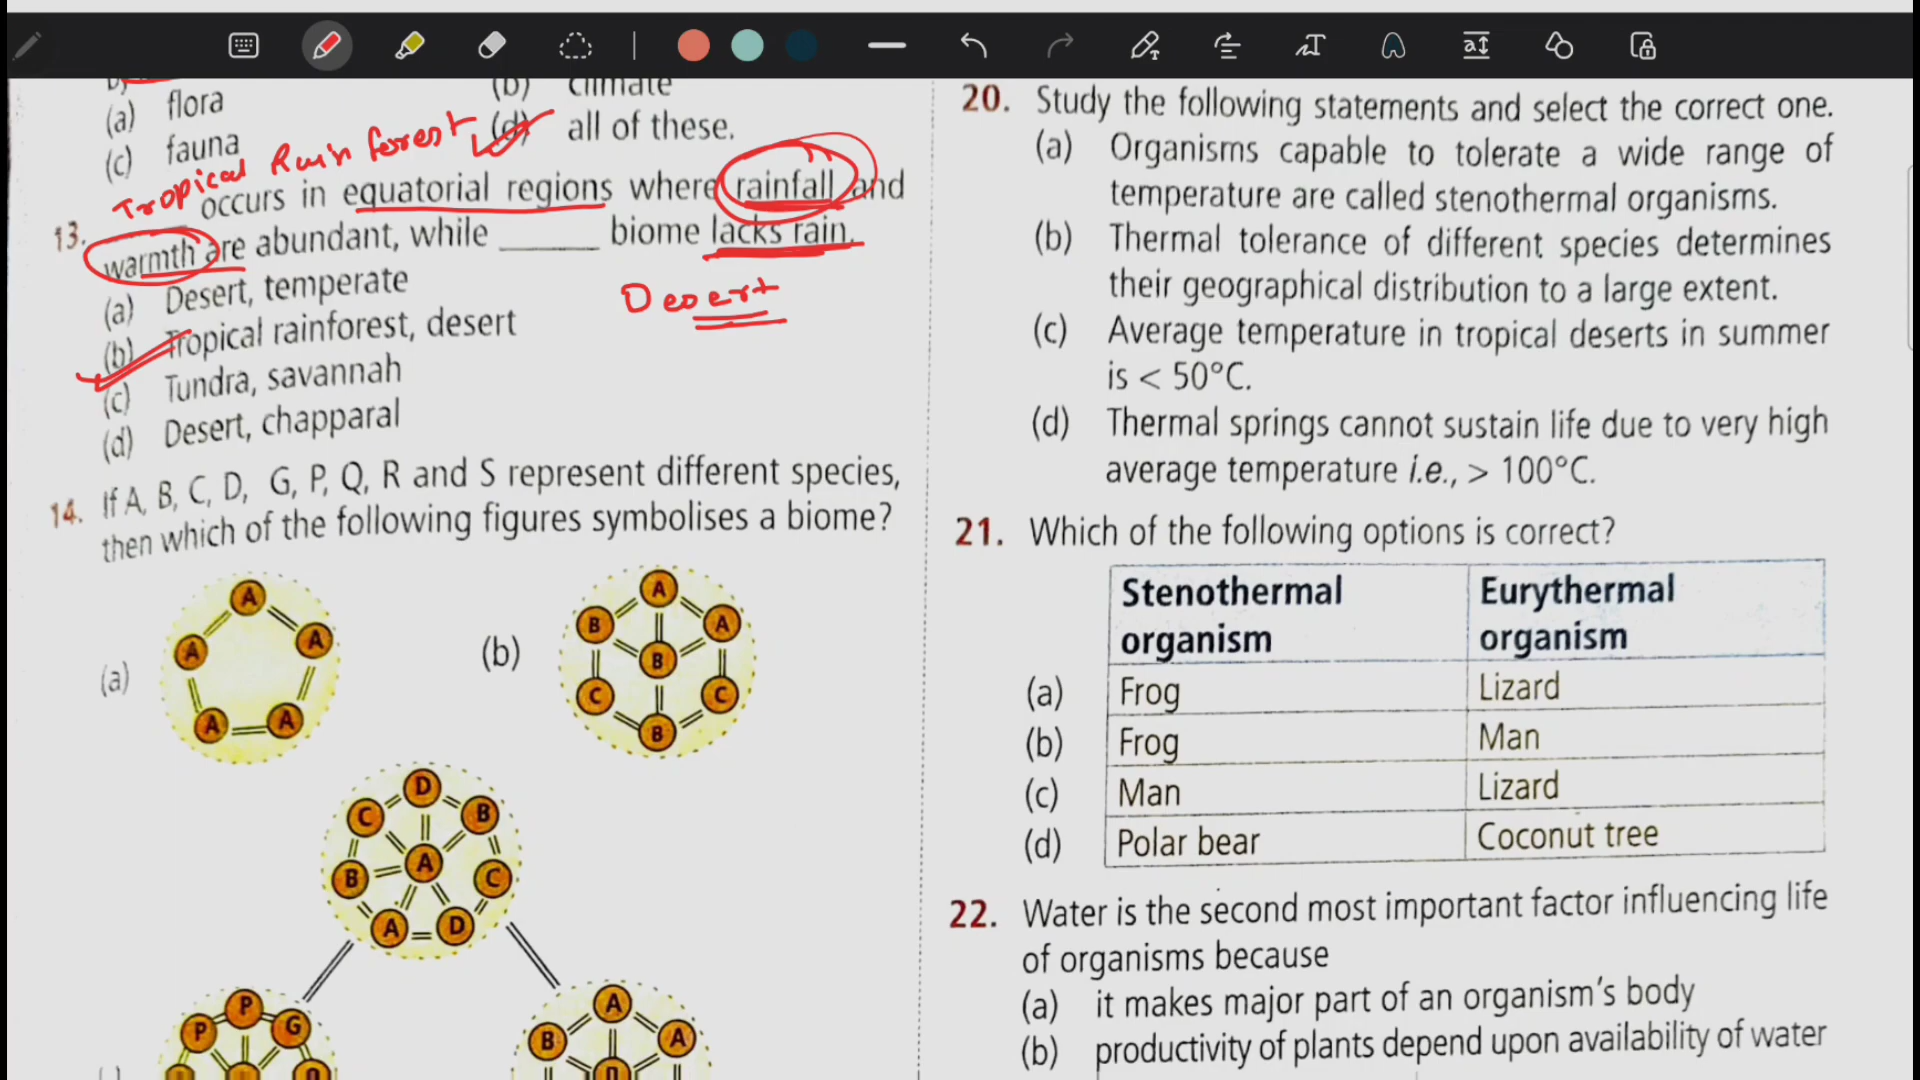 (b) climate
(a) flora
(c) fauna
(d) all of these.
Tropical Rain forest
13. occurs in equatorial regions where rainfall and
warmth are abundant, while ______ biome lacks rain.
(a) Desert, temperate
Desert
(b) Tropical rainforest, desert
(c) Tundra, savannah
(d) Desert, chapparal
14. If A, B, C, D, G, P, Q, R and S represent different species,
then which of the following figures symbolises a biome?
(a)
A
A A
A A
(b)
A
B A
B
C C
B
D
C B
A
B C
A D
P
P G
A
B A
20. Study the following statements and select the correct one.
(a) Organisms capable to tolerate a wide range of
temperature are called stenothermal organisms.
(b) Thermal tolerance of different species determines
their geographical distribution to a large extent.
(c) Average temperature in tropical deserts in summer
is < 50°C.
(d) Thermal springs cannot sustain life due to very high
average temperature i.e., > 100°C.
21. Which of the following options is correct?
Stenothermal organism Eurythermal organism
(a) Frog Lizard
(b) Frog Man
(c) Man Lizard
(d) Polar bear Coconut tree
22. Water is the second most important factor influencing life
of organisms because
(a) it makes major part of an organism's body
(b) productivity of plants depend upon availability of water